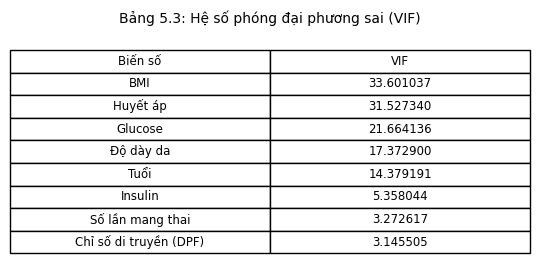 Bảng 5.3: Hệ số phóng đại phương sai (VIF)
Biến số VIF
BMI 33.601037
Huyết áp 31.527340
Glucose 21.664136
Độ dày da 17.372900
Tuổi 14.379191
Insulin 5.358044
Số lần mang thai 3.272617
Chỉ số di truyền (DPF) 3.145505